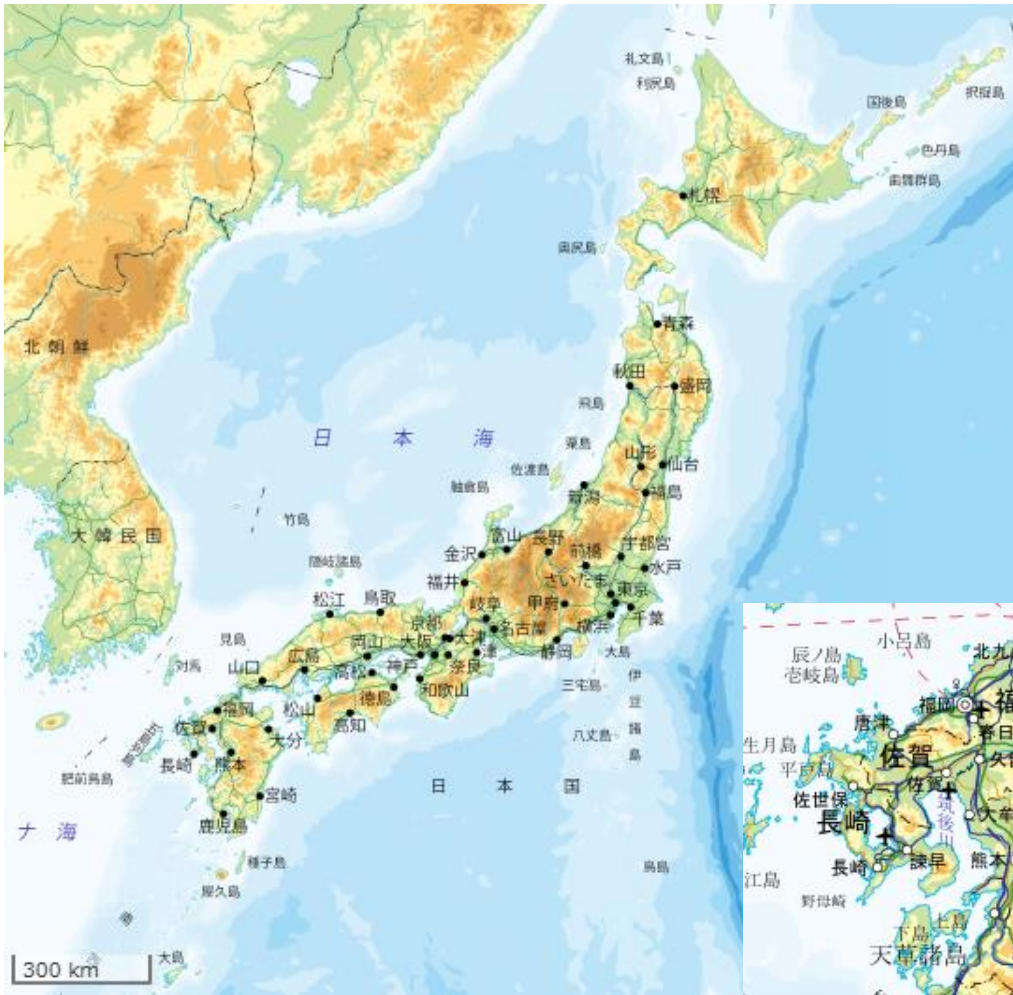 礼文島
利尻島
国後島
択捉島
色丹島
歯舞群島
札幌
奥尻島
青森
北朝鮮
秋田
盛岡
飛島
日本海
粟島
山形
仙台
佐渡島
舳倉島
新潟
福島
竹島
大韓民国
富山
長野
金沢
前橋
宇都宮
隠岐諸島
水戸
福井
さいたま
東京
松江
鳥取
岐阜
甲府
千葉
京都
名古屋
横浜
大阪
大津
見島
岡山
津
静岡
大島
対馬
山口
広島
高松
神戸
奈良
三宅島
伊豆諸島
徳島
和歌山
福岡
松山
高知
佐賀
大分
八丈島
長崎
熊本
肥前鳥島
日本国
宮崎
鹿児島
ナ海
種子島
鳥島
屋久島
大島
300 km
小呂島
辰ノ島
壱岐島
北九
福岡
福
春日
唐津
生月島
佐賀
平戸島
久留
佐賀
佐世保
筑後川
大牟
長崎
諫早
熊本
長崎
江島
野母崎
上島
下島
天草諸島